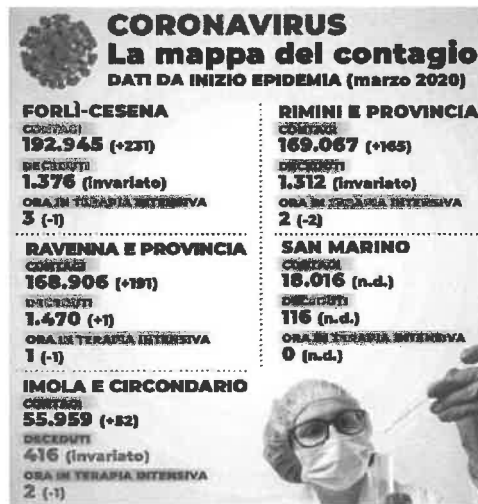 CORONAVIRUS
La mappa del contagio
DATI DA INIZIO EPIDEMIA (marzo 2020)
FORLÌ-CESENA
CONTAGI
192.945 (+231)
DECEDUTI
1.376 (invariato)
ORA IN TERAPIA INTENSIVA
3 (-1)
RIMINI E PROVINCIA
CONTAGI
169.067 (+165)
DECEDUTI
1.312 (invariato)
ORA IN TERAPIA INTENSIVA
2 (-2)
RAVENNA E PROVINCIA
CONTAGI
168.906 (+191)
DECEDUTI
1.470 (+1)
ORA IN TERAPIA INTENSIVA
1 (-1)
SAN MARINO
CONTAGI
18.016 (n.d.)
DECEDUTI
116 (n.d.)
ORA IN TERAPIA INTENSIVA
0 (n.d.)
IMOLA E CIRCONDARIO
CONTAGI
55.959 (+52)
DECEDUTI
416 (invariato)
ORA IN TERAPIA INTENSIVA
2 (-1)